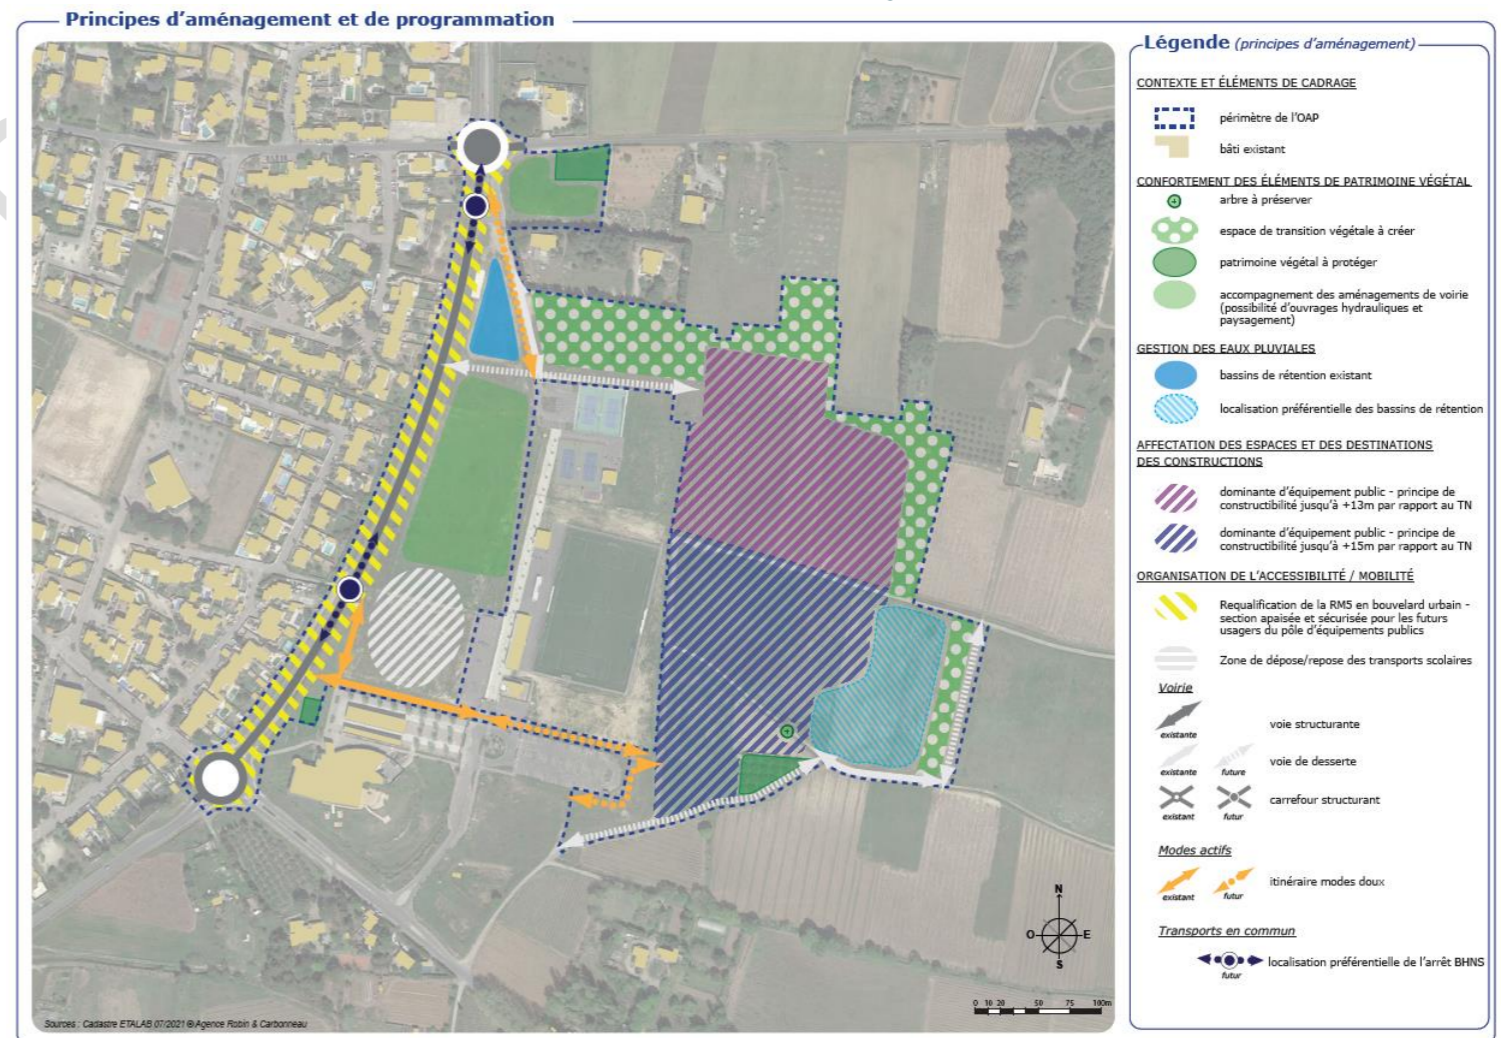 Principes d'aménagement et de programmation
Légende (principes d'aménagement)
CONTEXTE ET ÉLÉMENTS DE CADRAGE
périmètre de l'OAP
bâti existant
CONFORTEMENT DES ÉLÉMENTS DE PATRIMOINE VÉGÉTAL
arbre à préserver
espace de transition végétale à créer
patrimoine végétal à protéger
accompagnement des aménagements de voirie
(possibilité d'ouvrages hydrauliques et
paysagement)
GESTION DES EAUX PLUVIALES
bassins de rétention existant
localisation préférentielle des bassins de rétention
AFFECTATION DES ESPACES ET DES DESTINATIONS
DES CONSTRUCTIONS
dominante d'équipement public - principe de
constructibilité jusqu'à +13m par rapport au TN
dominante d'équipement public - principe de
constructibilité jusqu'à +15m par rapport au TN
ORGANISATION DE L'ACCESSIBILITÉ / MOBILITÉ
Requalification de la RM5 en bouvelard urbain -
section apaisée et sécurisée pour les futurs
usagers du pôle d'équipements publics
Zone de dépose/repose des transports scolaires
Voirie
voie structurante
existante
voie de desserte
existante future
carrefour structurant
existant futur
Modes actifs
itinéraire modes doux
existant futur
Transports en commun
localisation préférentielle de l'arrêt BHNS
futur
N
O E
S
0 10 20 50 75 100m
Sources : Cadastre ETALAB 07/2021 © Agence Robin & Carbonneau